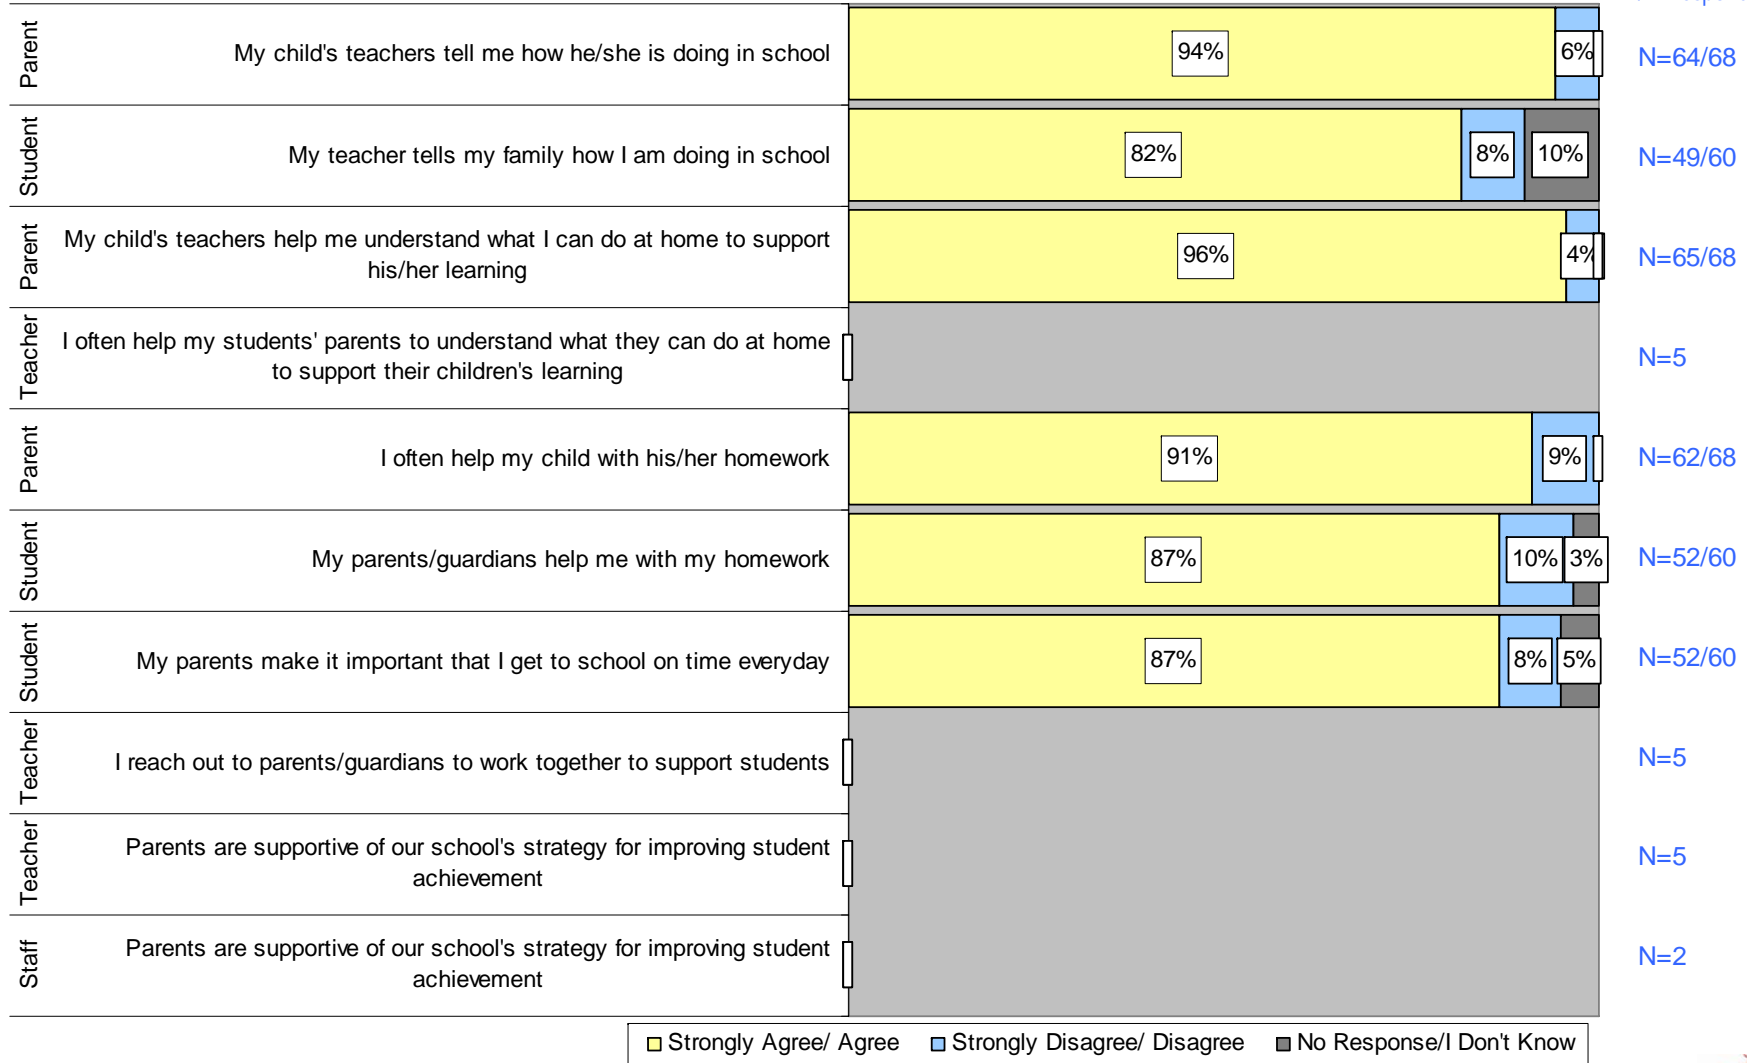 Parent
My child's teachers tell me how he/she is doing in school
94%
6%
N=64/68
Student
My teacher tells my family how I am doing in school
82%
8%
10%
N=49/60
Parent
My child's teachers help me understand what I can do at home to support
his/her learning
96%
4%
N=65/68
Teacher
I often help my students' parents to understand what they can do at home
to support their children's learning
N=5
Parent
I often help my child with his/her homework
91%
9%
N=62/68
Student
My parents/guardians help me with my homework
87%
10%
3%
N=52/60
Student
My parents make it important that I get to school on time everyday
87%
8%
5%
N=52/60
Teacher
I reach out to parents/guardians to work together to support students
N=5
Teacher
Parents are supportive of our school's strategy for improving student
achievement
N=5
Staff
Parents are supportive of our school's strategy for improving student
achievement
N=2
Strongly Agree/ Agree
Strongly Disagree/ Disagree
No Response/I Don't Know